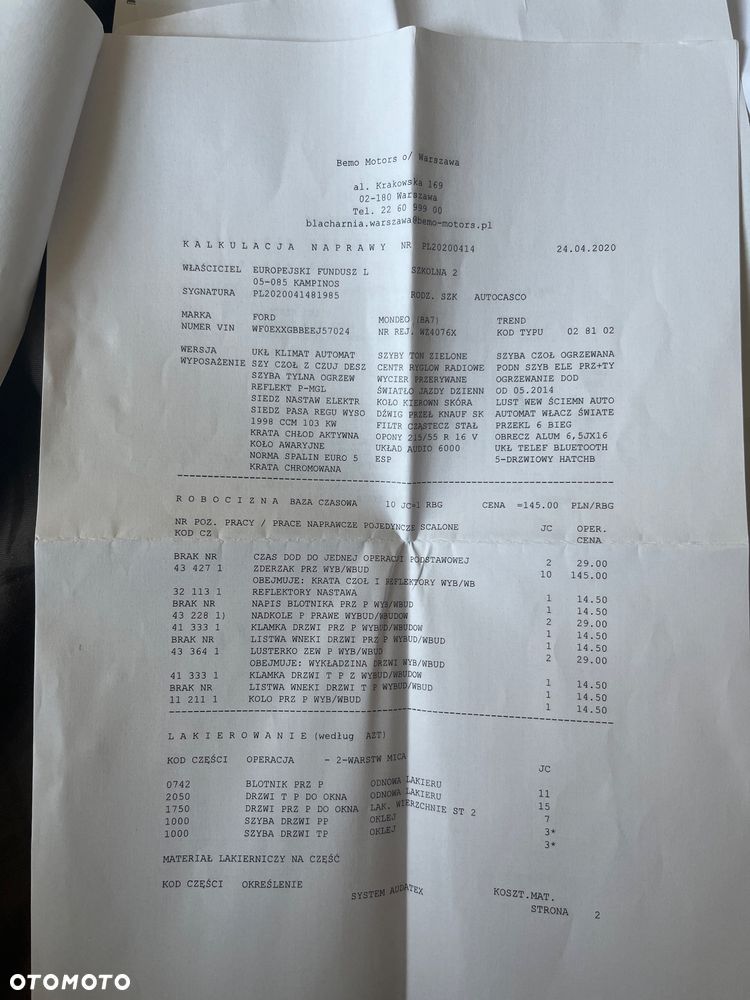 Bemo Motors o/ Warszawa
al. Krakowska 169
02-180 Warszawa
Tel. 22 60 999 00
blacharnia.warszawa@bemo-motors.pl
KALKULACJA NAPRAWY NR PL20200414 24.04.2020
WŁAŚCICIEL EUROPEJSKI FUNDUSZ L SZKOLNA 2
05-085 KAMPINOS
SYGNATURA PL2020041481985 RODZ. SZK AUTOCASCO
MARKA FORD MONDEO (BA7) TREND
NUMER VIN WF0EXXGBBEEJ57024 NR REJ. WZ4076X KOD TYPU 02 81 02
WERSJA UKŁ KLIMAT AUTOMAT SZYBY TON ZIELONE SZYBA CZOŁ OGRZEWANA
WYPOSAŻENIE SZY CZOŁ Z CZUJ DESZ CENTR RYGLOW RADIOWE PODN SZYB ELE PRZ+TY
SZYBA TYLNA OGRZEW WYCIER PRZERYWANE OGRZEWANIE DOD
REFLEKT P-MGL ŚWIATŁO JAZDY DZIENN OD 05.2014
SIEDZ NASTAW ELEKTR KOŁO KIEROWN SKÓRA LUST WEW ŚCIEMN AUTO
SIEDZ PASA REGU WYSO DŹWIG PRZEŁ KNAUF SK AUTOMAT WŁACZ ŚWIATE
1998 CCM 103 KW FILTR CZĄSTECZ STAŁ PRZEKL 6 BIEG
KRATA CHŁOD AKTYWNA OPONY 215/55 R 16 V OBRECZ ALUM 6,5JX16
KOŁO AWARYJNE UKŁAD AUDIO 6000 UKŁ TELEF BLUETOOTH
NORMA SPALIN EURO 5 ESP 5-DRZWIOWY HATCHB
KRATA CHROMOWANA
ROBOCIZNA BAZA CZASOWA 10 JC=1 RBG CENA =145.00 PLN/RBG
NR POZ. PRACY / PRACE NAPRAWCZE POJEDYNCZE SCALONE JC OPER.
KOD CZ CENA
BRAK NR CZAS DOD DO JEDNEJ OPERACJI PODSTAWOWEJ 2 29.00
43 427 1 ZDERZAK PRZ WYB/WBUD 10 145.00
OBEJMUJE: KRATA CZOŁ I REFLEKTORY WYB/WB
32 113 1 REFLEKTORY NASTAWA 1 14.50
BRAK NR NAPIS BLOTNIKA PRZ P WYB/WBUD 1 14.50
43 228 1) NADKOLE P PRAWE WYBUD/WBUDOW 2 29.00
41 333 1 KLAMKA DRZWI PRZ P WYBUD/WBUDOW 1 14.50
BRAK NR LISTWA WNEKI DRZWI PRZ P WYB/WBUD 1 14.50
43 364 1 LUSTERKO ZEW P WYB/WBUD 2 29.00
OBEJMUJE: WYKŁADZINA DRZWI WYB/WBUD
41 333 1 KLAMKA DRZWI T P Z WYBUD/WBUDOW 1 14.50
BRAK NR LISTWA WNEKI DRZWI T P WYB/WBUD 1 14.50
11 211 1 KOLO PRZ P WYB/WBUD 1 14.50
LAKIEROWANIE (według AZT)
KOD CZĘŚCI OPERACJA - 2-WARSTW MICA JC
0742 BLOTNIK PRZ P ODNOWA LAKIERU 11
2050 DRZWI T P DO OKNA ODNOWA LAKIERU 15
1750 DRZWI PRZ P DO OKNA LAK. WIERZCHNIE ST 2 7
1000 SZYBA DRZWI PP OKLEJ 3*
1000 SZYBA DRZWI TP OKLEJ 3*
MATERIAŁ LAKIERNICZY NA CZĘŚĆ
KOD CZĘŚCI OKREŚLENIE KOSZT.MAT.
SYSTEM AUDATEX STRONA 2
OTOMOTO